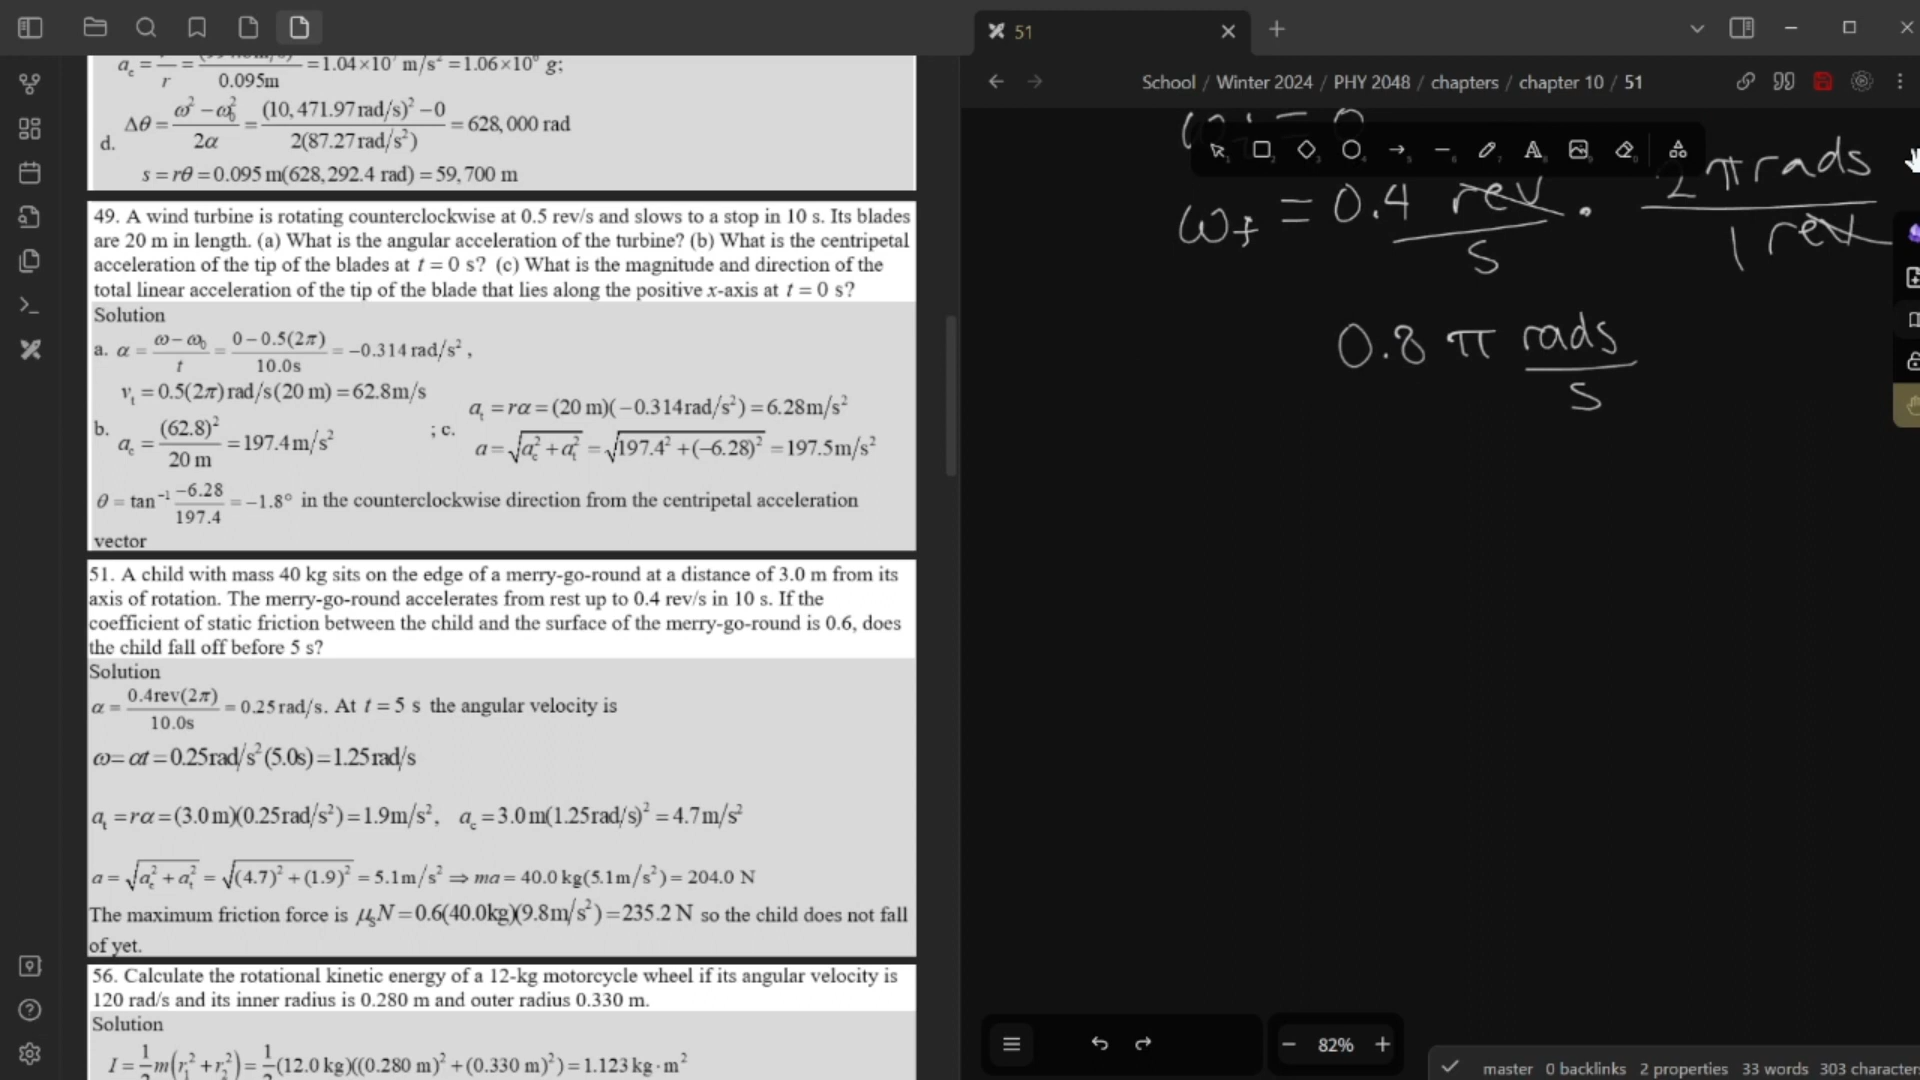 51
School / Winter 2024 / PHY 2048 / chapters / chapter 10 / 51
a_c = /r = /0.095m = 1.04×10⁷ m/s² = 1.06×10⁶ g;
d. Δθ = (ω² − ω₀²)/2α = ((10,471.97 rad/s)² − 0)/2(87.27 rad/s²) = 628,000 rad
s = rθ = 0.095 m(628,292.4 rad) = 59,700 m
49. A wind turbine is rotating counterclockwise at 0.5 rev/s and slows to a stop in 10 s. Its blades
are 20 m in length. (a) What is the angular acceleration of the turbine? (b) What is the centripetal
acceleration of the tip of the blades at t = 0 s? (c) What is the magnitude and direction of the
total linear acceleration of the tip of the blade that lies along the positive x-axis at t = 0 s?
Solution
a. α = (ω − ω₀)/t = (0 − 0.5(2π))/10.0s = −0.314 rad/s²,
b. v_t = 0.5(2π)rad/s(20 m) = 62.8m/s
a_c = (62.8)²/20 m = 197.4m/s²
; c. a_t = rα = (20 m)(−0.314rad/s²) = 6.28m/s²
a = √(a_c² + a_t²) = √(197.4² + (−6.28)²) = 197.5m/s²
θ = tan⁻¹ −6.28/197.4 = −1.8° in the counterclockwise direction from the centripetal acceleration
vector
51. A child with mass 40 kg sits on the edge of a merry-go-round at a distance of 3.0 m from its
axis of rotation. The merry-go-round accelerates from rest up to 0.4 rev/s in 10 s. If the
coefficient of static friction between the child and the surface of the merry-go-round is 0.6, does
the child fall off before 5 s?
Solution
α = 0.4rev(2π)/10.0s = 0.25 rad/s. At t = 5 s the angular velocity is
ω= αt = 0.25rad/s²(5.0s) = 1.25rad/s
a_t = rα = (3.0m)(0.25rad/s²) = 1.9m/s², a_c = 3.0m(1.25rad/s)² = 4.7m/s²
a = √(a_c² + a_t²) = √((4.7)² + (1.9)²) = 5.1m/s² ⇒ ma = 40.0 kg(5.1m/s²) = 204.0 N
The maximum friction force is μ_sN = 0.6(40.0kg)(9.8m/s²) = 235.2 N so the child does not fall
of yet.
56. Calculate the rotational kinetic energy of a 12-kg motorcycle wheel if its angular velocity is
120 rad/s and its inner radius is 0.280 m and outer radius 0.330 m.
Solution
I = 1/2 m(r₁² + r₂²) = 1/2 (12.0 kg)((0.280 m)² + (0.330 m)²) = 1.123 kg·m²
ω_f = 0.4 rev/s · 2π rads/1 rev
0.8 π rads/s
82%
master 0 backlinks 2 properties 33 words 303 character